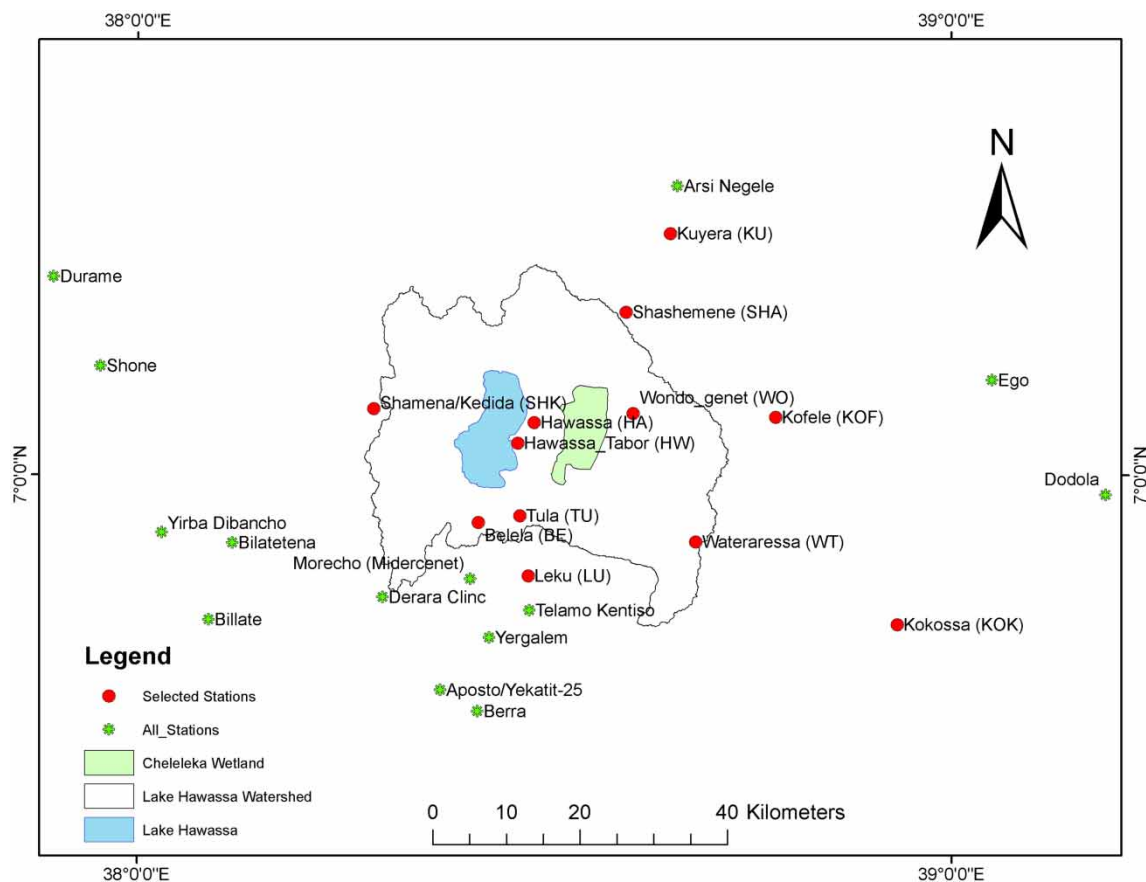 38°0'0"E
39°0'0"E
N
Arsi Negele
Kuyera (KU)
Durame
Shashemene (SHA)
Shone
Ego
Shamena/Kedida (SHK)
Wondo_genet (WO)
Hawassa (HA)
Kofele (KOF)
Hawassa_Tabor (HW)
7°0'0"N
7°0'0"N
Dodola
Yirba Dibancho
Tula (TU)
Belela (BE)
Bilatetena
Wateraressa (WT)
Morecho (Midercenet)
Leku (LU)
Derara Clinc
Telamo Kentiso
Billate
Kokossa (KOK)
Yergalem
Aposto/Yekatit-25
Berra
Legend
Selected Stations
All_Stations
Cheleleka Wetland
Lake Hawassa Watershed
Lake Hawassa
0 10 20 40 Kilometers
38°0'0"E
39°0'0"E